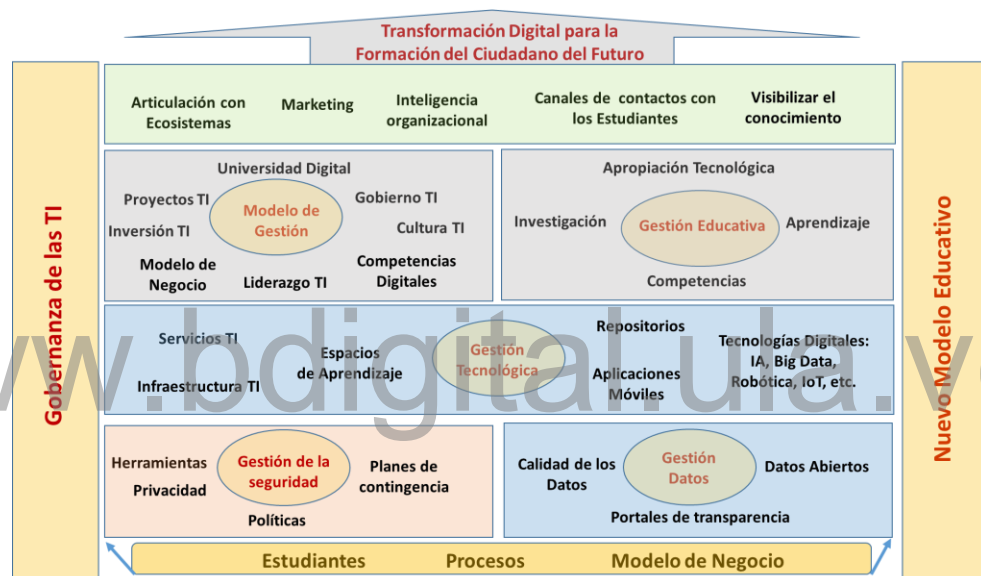 Transformación Digital para la
Formación del Ciudadano del Futuro
Gobernanza de las TI
Nuevo Modelo Educativo
Articulación con
Ecosistemas
Marketing
Inteligencia
organizacional
Canales de contactos con
los Estudiantes
Visibilizar el
conocimiento
Universidad Digital
Proyectos TI
Inversión TI
Modelo de
Gestión
Gobierno TI
Cultura TI
Modelo de
Negocio
Liderazgo TI
Competencias
Digitales
Apropiación Tecnológica
Investigación
Gestión Educativa
Aprendizaje
Competencias
Servicios TI
Infraestructura TI
Espacios
de Aprendizaje
Gestión
Tecnológica
Repositorios
Aplicaciones
Móviles
Tecnologías Digitales:
IA, Big Data,
Robótica, IoT, etc.
www.bdigital.ula.ve
Herramientas
Privacidad
Gestión de la
seguridad
Planes de
contingencia
Políticas
Calidad de los
Datos
Gestión
Datos
Datos Abiertos
Portales de transparencia
Estudiantes Procesos Modelo de Negocio